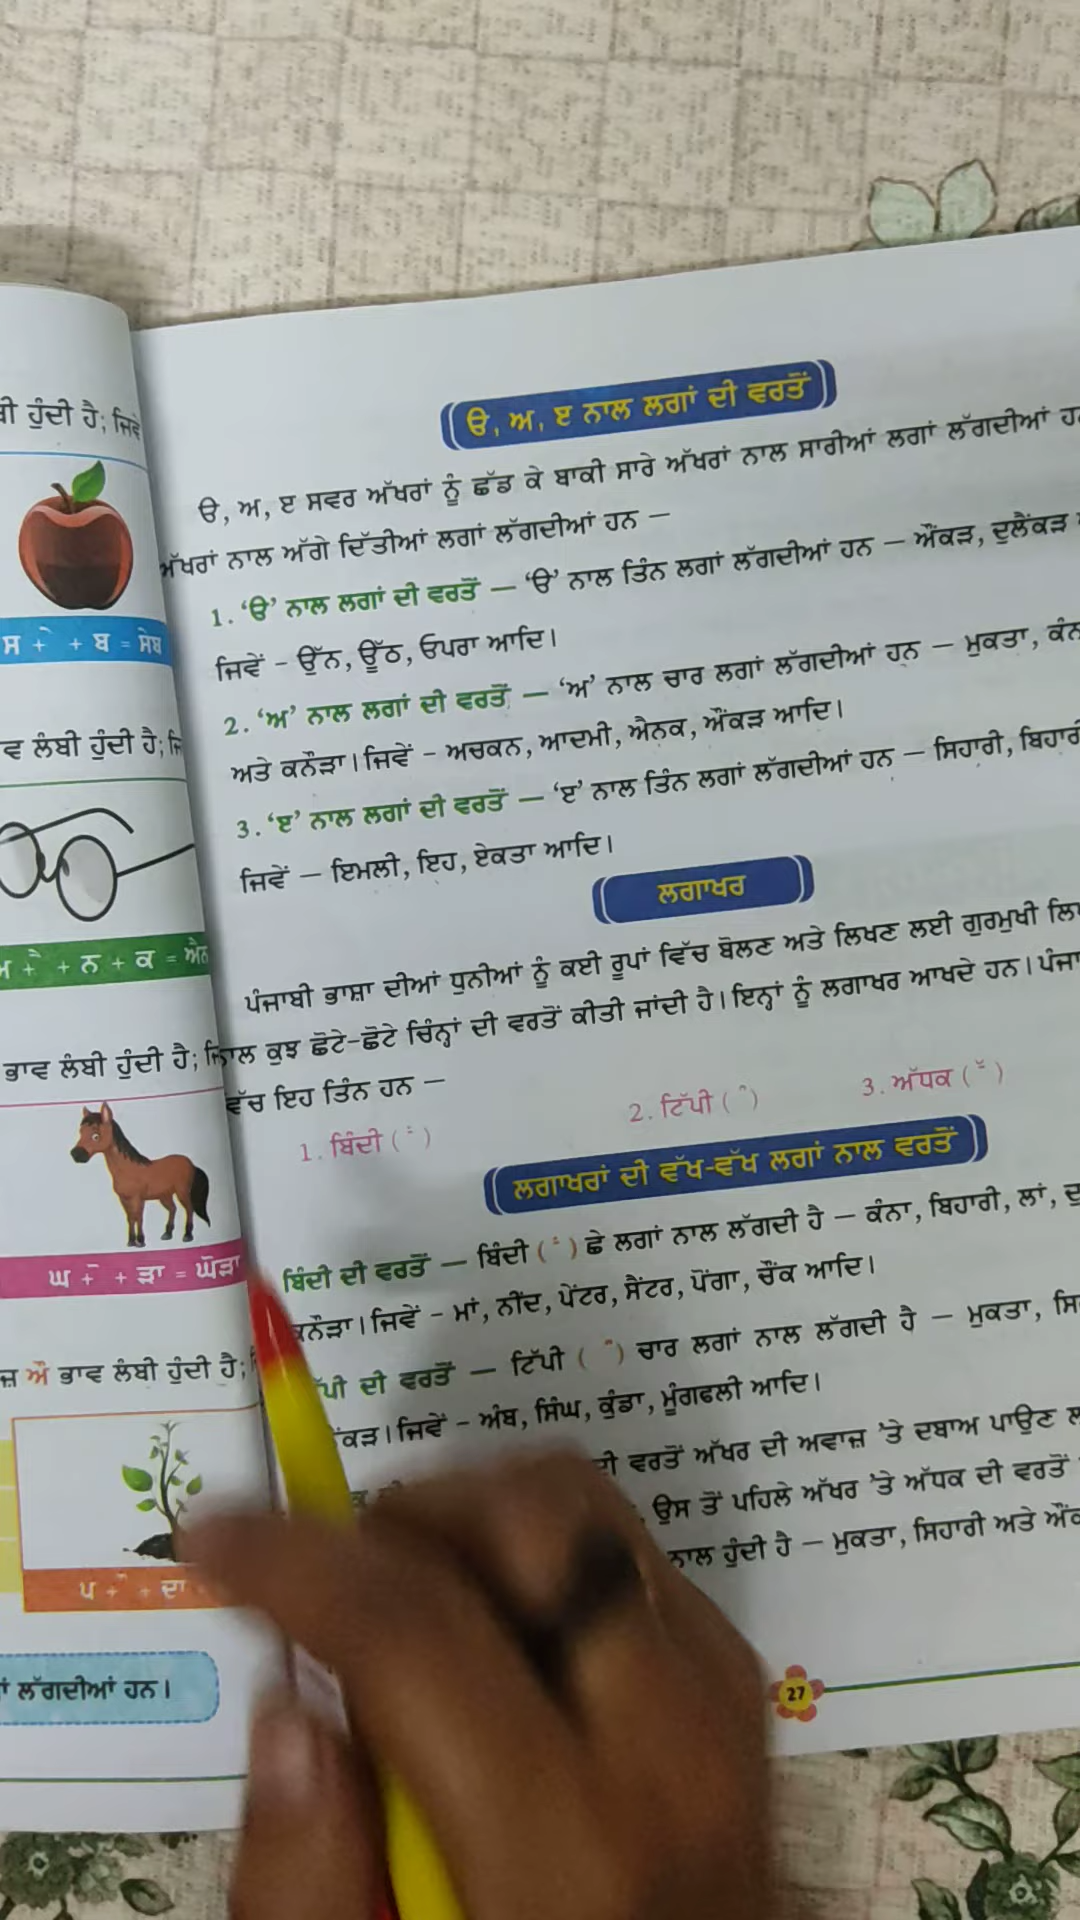 ਹੁੰਦੀ ਹੈ; ਜਿਵੇਂ
ਸ + ੇ + ਬ = ਸੇਬ
ਲੰਬੀ ਹੁੰਦੀ ਹੈ;
+ ੈ + ਨ + ਕ =
ਭਾਵ ਲੰਬੀ ਹੁੰਦੀ ਹੈ;
ਘ + ੋ + ੜਾ = ਘੋੜਾ
ਔ ਭਾਵ ਲੰਬੀ ਹੁੰਦੀ ਹੈ;
ਪ + ੌ + ਦਾ
ਲੱਗਦੀਆਂ ਹਨ।
ੳ, ਅ, ੲ ਨਾਲ ਲਗਾਂ ਦੀ ਵਰਤੋਂ
ੳ, ਅ, ੲ ਸਵਰ ਅੱਖਰਾਂ ਨੂੰ ਛੱਡ ਕੇ ਬਾਕੀ ਸਾਰੇ ਅੱਖਰਾਂ ਨਾਲ ਸਾਰੀਆਂ ਲਗਾਂ ਲੱਗਦੀਆਂ
ਅੱਖਰਾਂ ਨਾਲ ਅੱਗੇ ਦਿੱਤੀਆਂ ਲਗਾਂ ਲੱਗਦੀਆਂ ਹਨ —
1. ‘ੳ’ ਨਾਲ ਲਗਾਂ ਦੀ ਵਰਤੋਂ — ‘ੳ’ ਨਾਲ ਤਿੰਨ ਲਗਾਂ ਲੱਗਦੀਆਂ ਹਨ — ਔਂਕੜ, ਦੁਲੈਂਕੜ
ਜਿਵੇਂ - ਉੱਨ, ਊੱਠ, ਓਪਰਾ ਆਦਿ।
2. ‘ਅ’ ਨਾਲ ਲਗਾਂ ਦੀ ਵਰਤੋਂ — ‘ਅ’ ਨਾਲ ਚਾਰ ਲਗਾਂ ਲੱਗਦੀਆਂ ਹਨ — ਮੁਕਤਾ,
ਅਤੇ ਕਨੌੜਾ। ਜਿਵੇਂ - ਅਚਕਨ, ਆਦਮੀ, ਐਨਕ, ਔਂਕੜ ਆਦਿ।
3. ‘ੲ’ ਨਾਲ ਲਗਾਂ ਦੀ ਵਰਤੋਂ — ‘ੲ’ ਨਾਲ ਤਿੰਨ ਲਗਾਂ ਲੱਗਦੀਆਂ ਹਨ — ਸਿਹਾਰੀ, ਬਿਹਾਰੀ
ਜਿਵੇਂ — ਇਮਲੀ, ਇਹ, ਏਕਤਾ ਆਦਿ।
ਲਗਾਖਰ
ਪੰਜਾਬੀ ਭਾਸ਼ਾ ਦੀਆਂ ਧੁਨੀਆਂ ਨੂੰ ਕਈ ਰੂਪਾਂ ਵਿੱਚ ਬੋਲਣ ਅਤੇ ਲਿਖਣ ਲਈ ਗੁਰਮੁਖੀ
ਕੁਝ ਛੋਟੇ-ਛੋਟੇ ਚਿੰਨ੍ਹਾਂ ਦੀ ਵਰਤੋਂ ਕੀਤੀ ਜਾਂਦੀ ਹੈ। ਇਨ੍ਹਾਂ ਨੂੰ ਲਗਾਖਰ ਆਖਦੇ ਹਨ।
ਵਿੱਚ ਇਹ ਤਿੰਨ ਹਨ —
1. ਬਿੰਦੀ ( ਂ ) 2. ਟਿੱਪੀ ( ੰ ) 3. ਅੱਧਕ ( ੱ )
ਲਗਾਖਰਾਂ ਦੀ ਵੱਖ-ਵੱਖ ਲਗਾਂ ਨਾਲ ਵਰਤੋਂ
ਬਿੰਦੀ ਦੀ ਵਰਤੋਂ — ਬਿੰਦੀ ( ਂ ) ਛੇ ਲਗਾਂ ਨਾਲ ਲੱਗਦੀ ਹੈ — ਕੰਨਾ, ਬਿਹਾਰੀ, ਲਾਂ,
ਕਨੌੜਾ। ਜਿਵੇਂ - ਮਾਂ, ਨੀਂਦ, ਪੇਂਟਰ, ਸੈਂਟਰ, ਪੋਂਗਾ, ਚੌਂਕ ਆਦਿ।
ਦੀ ਵਰਤੋਂ — ਟਿੱਪੀ ( ੰ ) ਚਾਰ ਲਗਾਂ ਨਾਲ ਲੱਗਦੀ ਹੈ — ਮੁਕਤਾ,
ਜਿਵੇਂ - ਅੰਬ, ਸਿੰਘ, ਕੁੰਡਾ, ਮੂੰਗਫਲੀ ਆਦਿ।
ਦੀ ਵਰਤੋਂ ਅੱਖਰ ਦੀ ਅਵਾਜ਼ ’ਤੇ ਦਬਾਅ ਪਾਉਣ
ਉਸ ਤੋਂ ਪਹਿਲੇ ਅੱਖਰ ’ਤੇ ਅੱਧਕ ਦੀ ਵਰਤੋਂ
ਨਾਲ ਹੁੰਦੀ ਹੈ — ਮੁਕਤਾ, ਸਿਹਾਰੀ ਅਤੇ
27